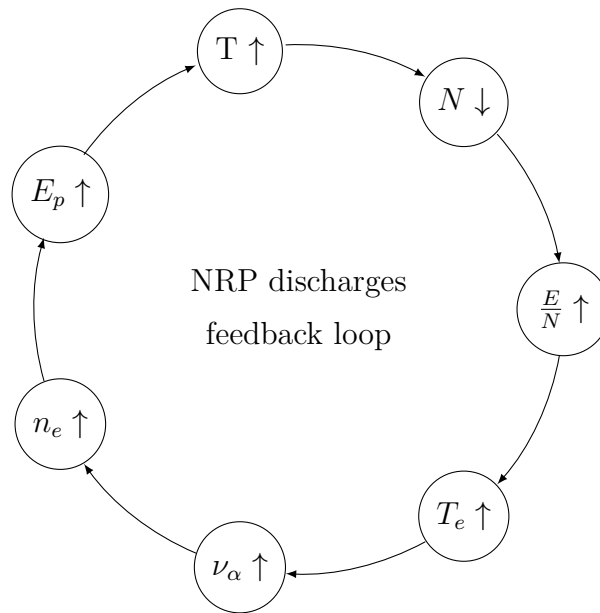 T ↑
N ↓
E/N ↑
T_e ↑
ν_α ↑
n_e ↑
E_p ↑
NRP discharges
feedback loop